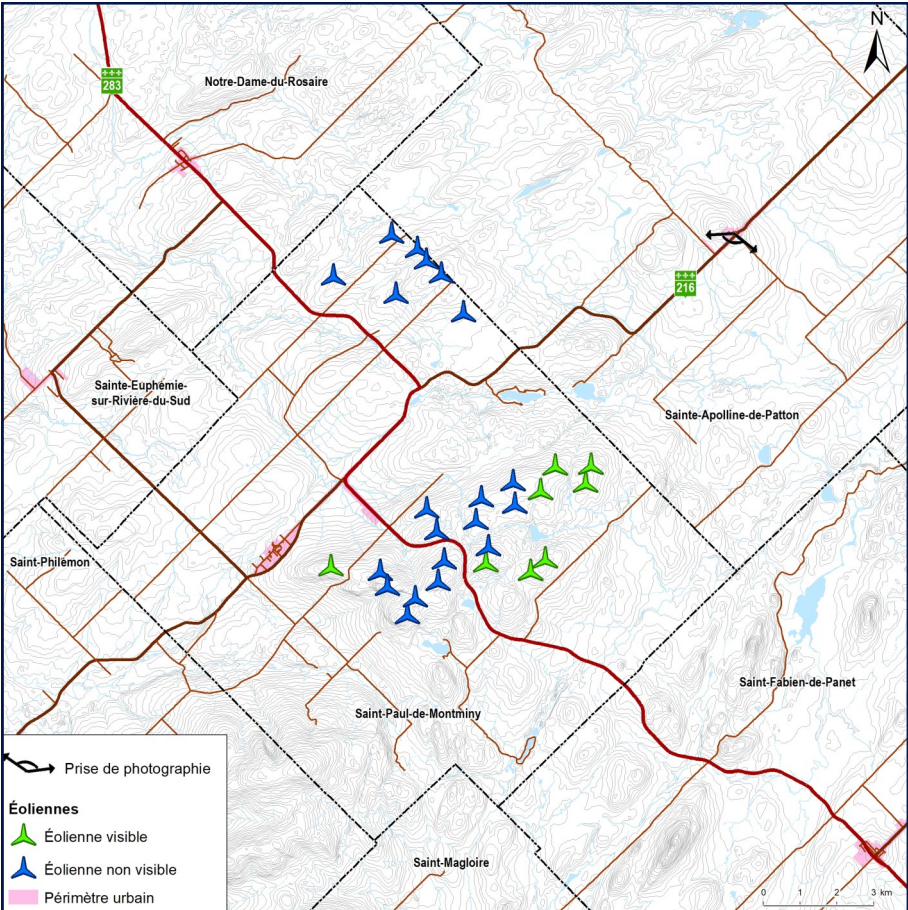 N
Notre-Dame-du-Rosaire
283
216
Sainte-Euphémie-
sur-Rivière-du-Sud
Sainte-Apolline-de-Patton
Saint-Philémon
Saint-Fabien-de-Panet
Saint-Paul-de-Montminy
Saint-Magloire
Prise de photographie
Éoliennes
Éolienne visible
Éolienne non visible
Périmètre urbain
0 1 2 3 km